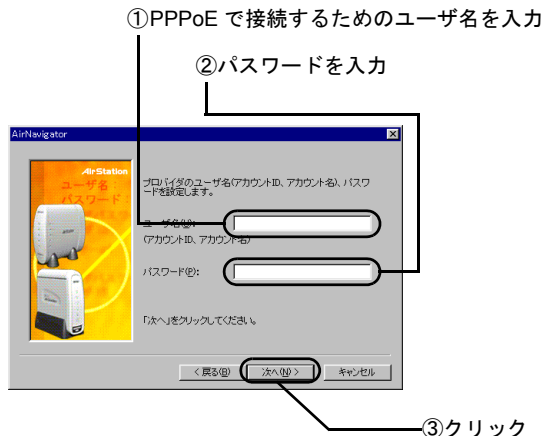 ①PPPoE で接続するためのユーザ名を入力
②パスワードを入力
AirNavigator
AirStation
ユーザ名:
パスワード:
プロバイダのユーザ名(アカウントID、アカウント名)、パスワ
ードを設定します。
ユーザ名(U):
(アカウントID、アカウント名)
パスワード(P):
「次へ」をクリックしてください。
< 戻る(B)
次へ(N) >
キャンセル
③クリック